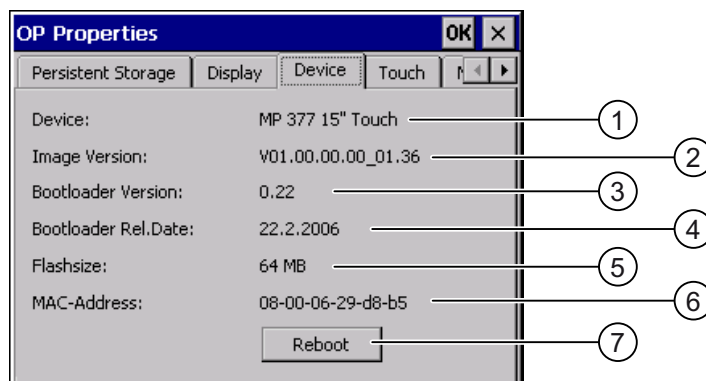 OP Properties OK ×
Persistent Storage Display Device Touch
Device: MP 377 15" Touch 1
Image Version: V01.00.00.00_01.36 2
Bootloader Version: 0.22 3
Bootloader Rel.Date: 22.2.2006 4
Flashsize: 64 MB 5
MAC-Address: 08-00-06-29-d8-b5 6
Reboot 7